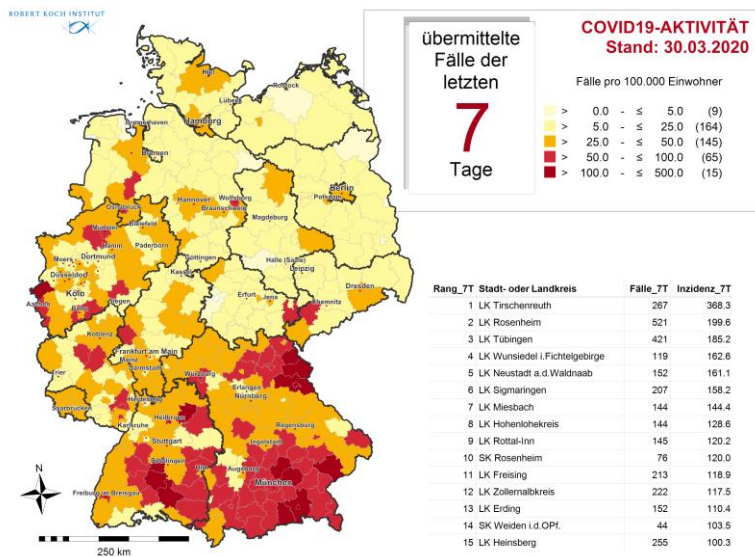 ROBERT KOCH INSTITUT
übermittelte
Fälle der
letzten
7
Tage
COVID19-AKTIVITÄT
Stand: 30.03.2020
Fälle pro 100.000 Einwohner
> 0.0 - ≤ 5.0 (9)
> 5.0 - ≤ 25.0 (164)
> 25.0 - ≤ 50.0 (145)
> 50.0 - ≤ 100.0 (65)
> 100.0 - ≤ 500.0 (15)
Kiel
Rostock
Lübeck
Hamburg
Bremerhaven
Bremen
Berlin
Potsdam
Hannover
Wolfsburg
Braunschweig
Osnabrück
Magdeburg
Münster
Bielefeld
Hamm
Paderborn
Moers
Dortmund
Düsseldorf
Göttingen
Halle (Saale)
Leipzig
Kassel
Köln
Dresden
Aachen
Siegen
Erfurt
Jena
Chemnitz
Koblenz
Frankfurt am Main
Mainz
Darmstadt
Trier
Würzburg
Erlangen
Nürnberg
Saarbrücken
Heidelberg
Heilbronn
Karlsruhe
Regensburg
Stuttgart
Ingolstadt
Ulm
Augsburg
München
Freiburg im Breisgau
N
250 km
Rang_7T Stadt- oder Landkreis Fälle_7T Inzidenz_7T
1 LK Tirschenreuth 267 368.3
2 LK Rosenheim 521 199.6
3 LK Tübingen 421 185.2
4 LK Wunsiedel i.Fichtelgebirge 119 162.6
5 LK Neustadt a.d.Waldnaab 152 161.1
6 LK Sigmaringen 207 158.2
7 LK Miesbach 144 144.4
8 LK Hohenlohekreis 144 128.6
9 LK Rottal-Inn 145 120.2
10 SK Rosenheim 76 120.0
11 LK Freising 213 118.9
12 LK Zollernalbkreis 222 117.5
13 LK Erding 152 110.4
14 SK Weiden i.d.OPf. 44 103.5
15 LK Heinsberg 255 100.3